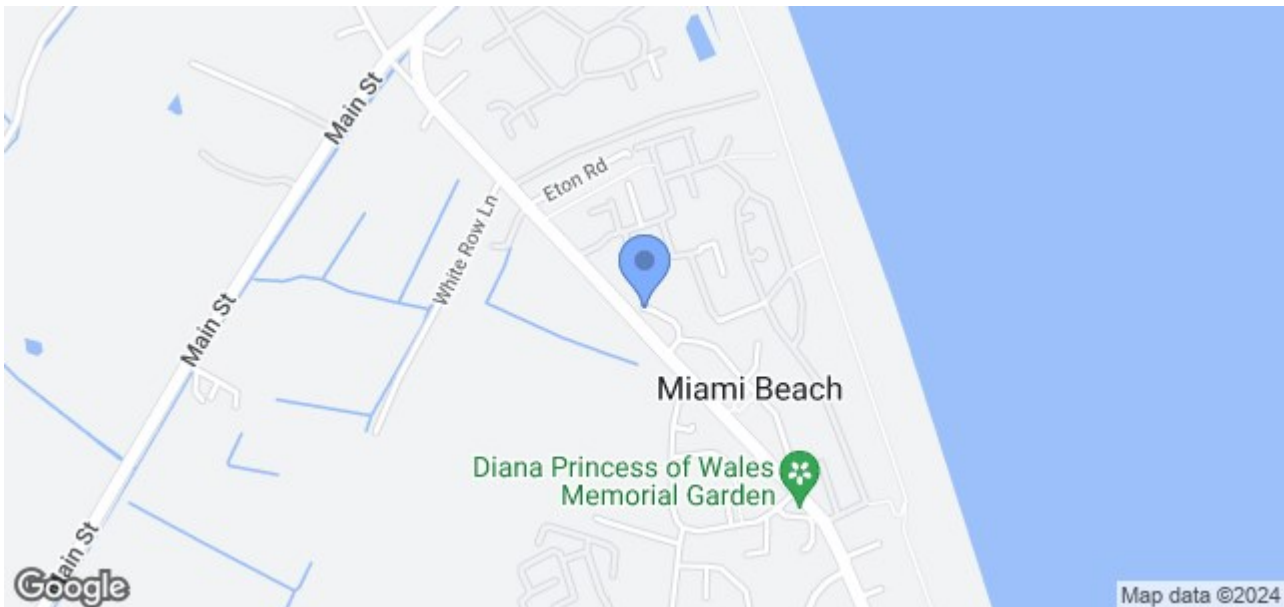 Main St
Eton Rd
White Row Ln
Main St
Miami Beach
Diana Princess of Wales
Memorial Garden
Main St
Google
Map data ©2024